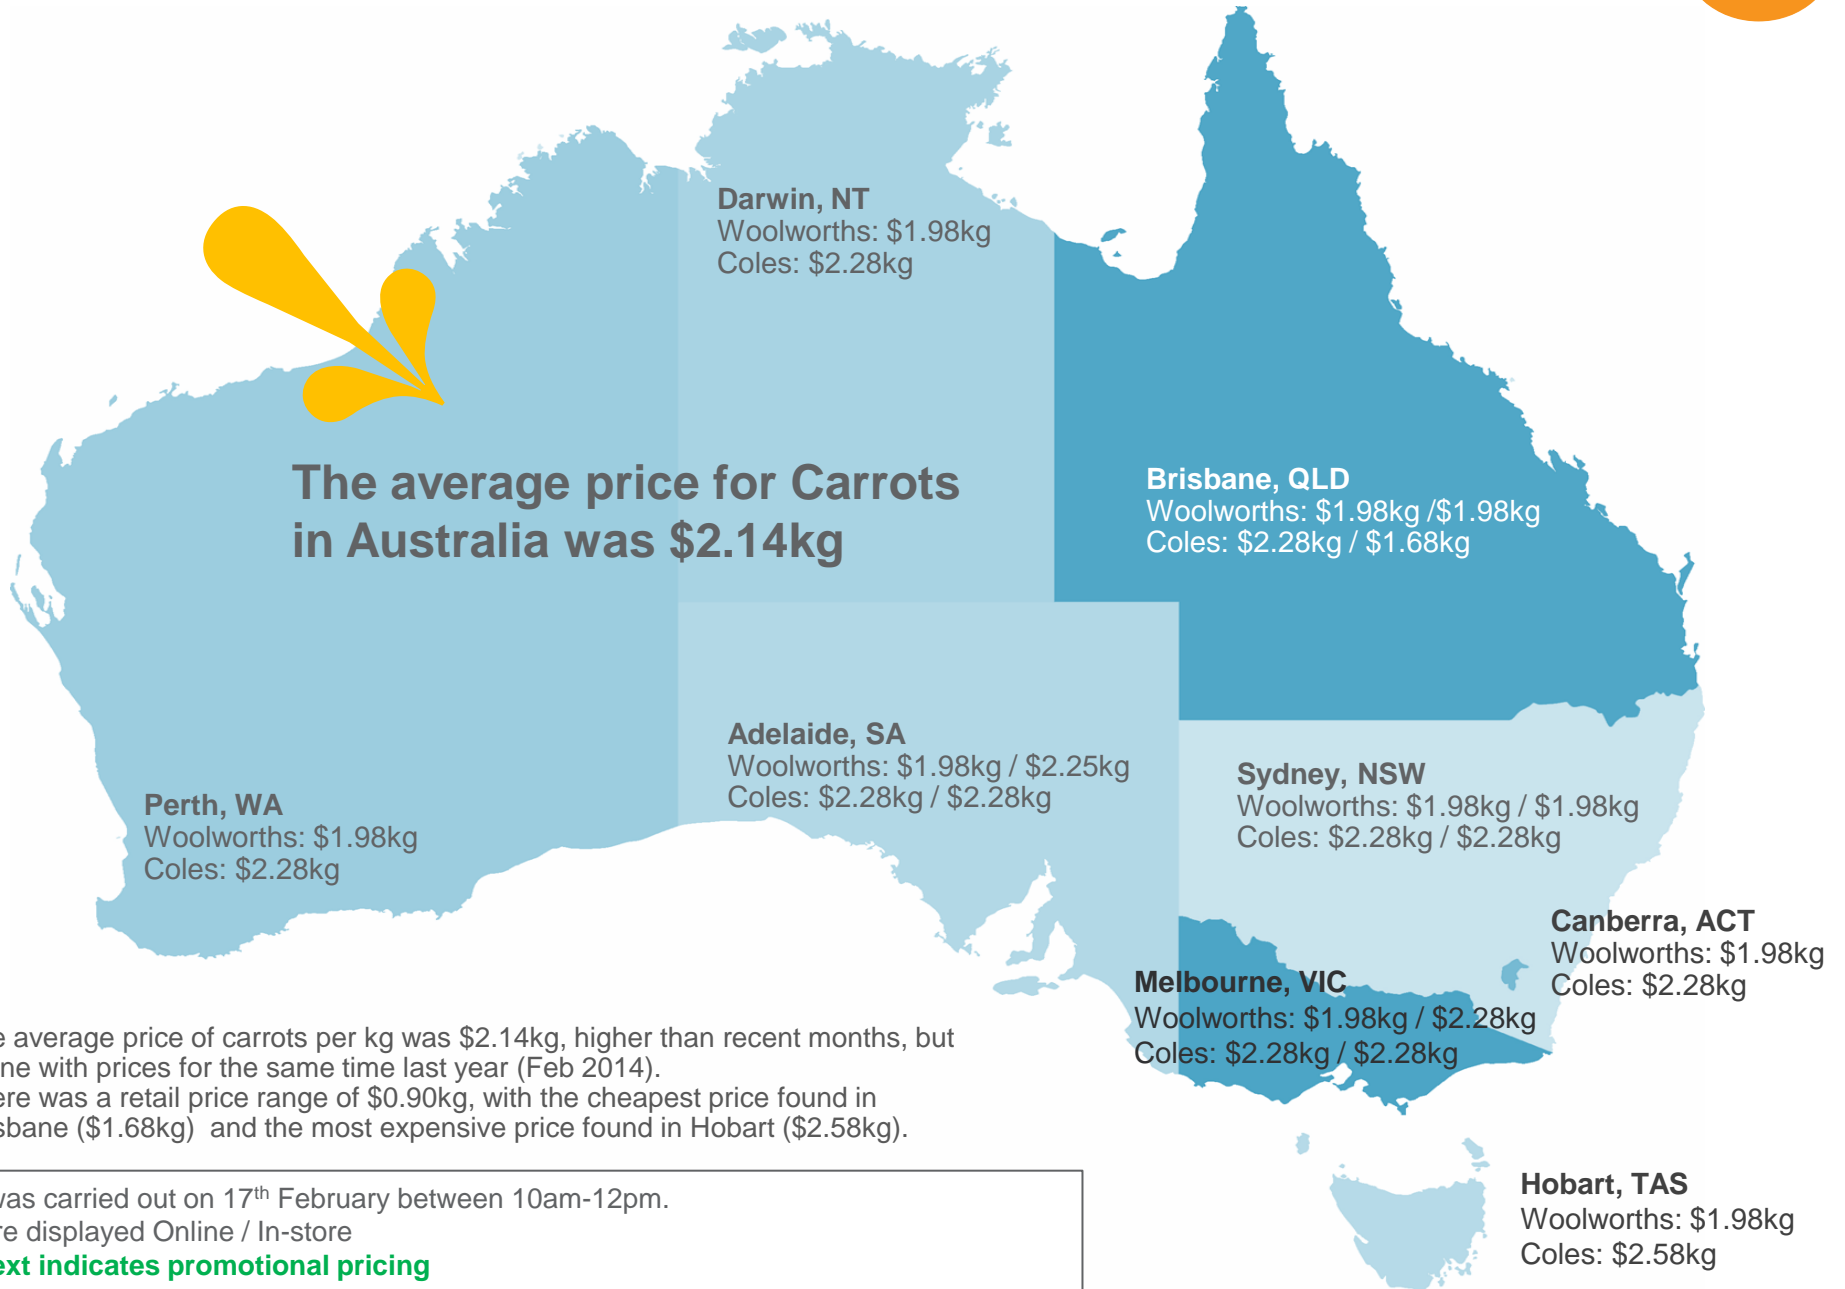 Darwin, NT
Woolworths: $1.98kg
Coles: $2.28kg
The average price for Carrots
in Australia was $2.14kg
Brisbane, QLD
Woolworths: $1.98kg /$1.98kg
Coles: $2.28kg / $1.68kg
Adelaide, SA
Woolworths: $1.98kg / $2.25kg
Coles: $2.28kg / $2.28kg
Sydney, NSW
Woolworths: $1.98kg / $1.98kg
Coles: $2.28kg / $2.28kg
Perth, WA
Woolworths: $1.98kg
Coles: $2.28kg
Canberra, ACT
Woolworths: $1.98kg
Coles: $2.28kg
Melbourne, VIC
Woolworths: $1.98kg / $2.28kg
Coles: $2.28kg / $2.28kg
average price of carrots per kg was $2.14kg, higher than recent months, but
with prices for the same time last year (Feb 2014).
was a retail price range of $0.90kg, with the cheapest price found in
($1.68kg) and the most expensive price found in Hobart ($2.58kg).
was carried out on 17th February between 10am-12pm.
displayed Online / In-store
indicates promotional pricing
Hobart, TAS
Woolworths: $1.98kg
Coles: $2.58kg